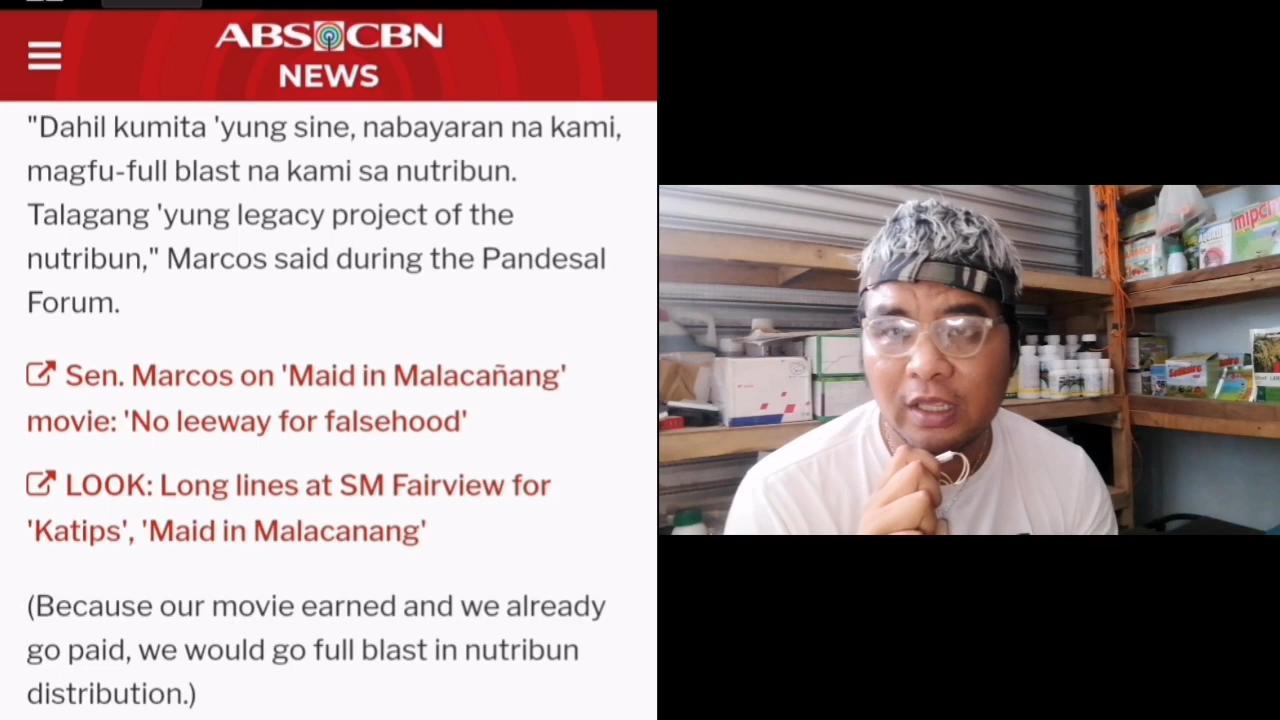 ABS CBN
NEWS
"Dahil kumita 'yung sine, nabayaran na kami,
magfu-full blast na kami sa nutribun.
Talagang 'yung legacy project of the
nutribun," Marcos said during the Pandesal
Forum.
Sen. Marcos on 'Maid in Malacañang'
movie: 'No leeway for falsehood'
LOOK: Long lines at SM Fairview for
'Katips', 'Maid in Malacanang'
(Because our movie earned and we already
go paid, we would go full blast in nutribun
distribution.)
mipcin